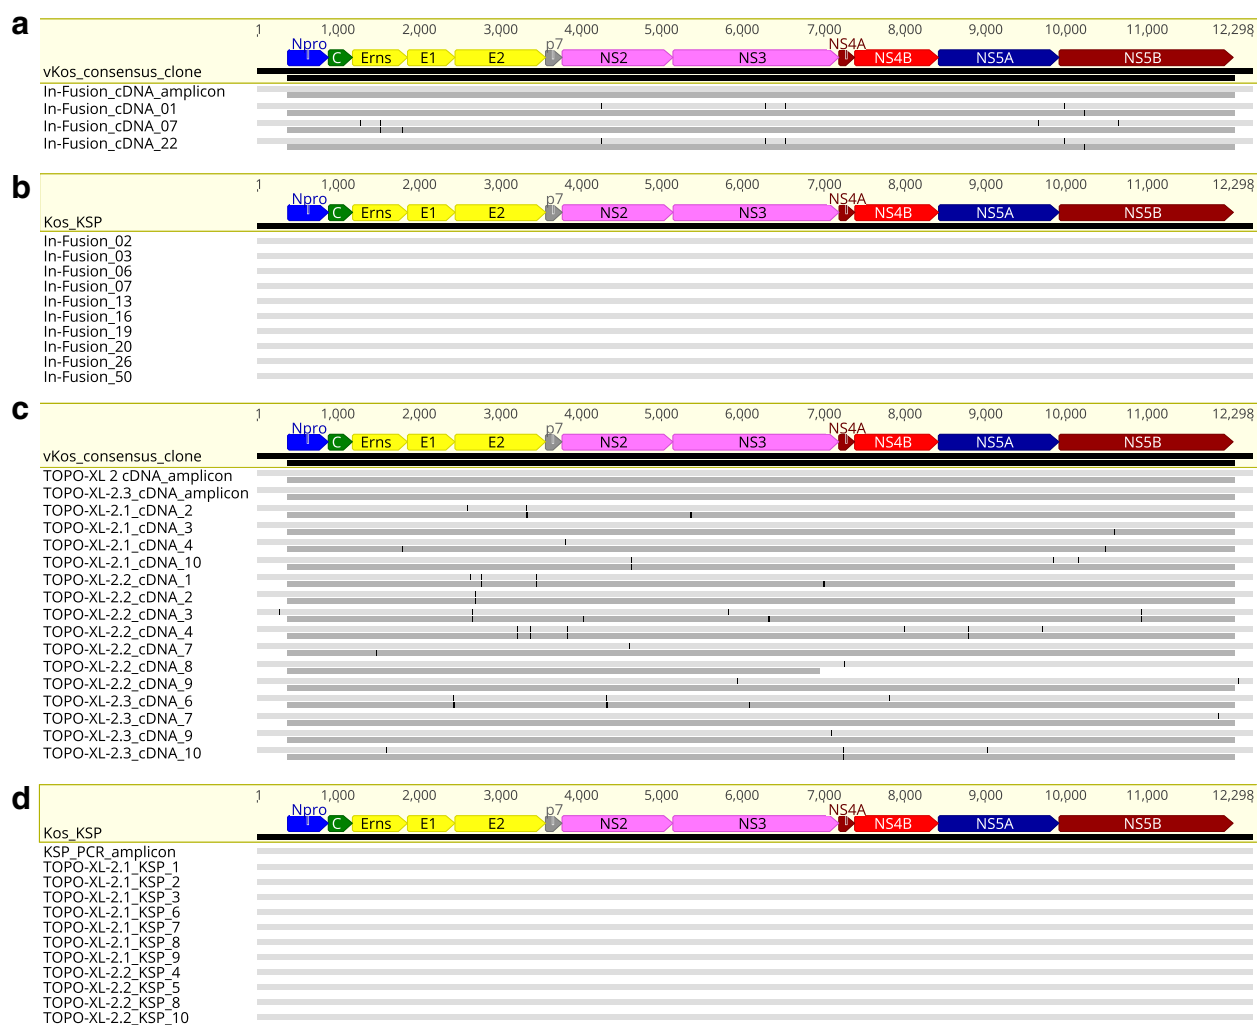 a
1 1,000 2,000 3,000 4,000 5,000 6,000 7,000 8,000 9,000 10,000 11,000 12,298
Npro p7 NS4A
C Erns E1 E2 NS2 NS3 NS4B NS5A NS5B
vKos_consensus_clone
In-Fusion_cDNA_amplicon
In-Fusion_cDNA_01
In-Fusion_cDNA_07
In-Fusion_cDNA_22
b
1 1,000 2,000 3,000 4,000 5,000 6,000 7,000 8,000 9,000 10,000 11,000 12,298
Npro p7 NS4A
C Erns E1 E2 NS2 NS3 NS4B NS5A NS5B
Kos_KSP
In-Fusion_02
In-Fusion_03
In-Fusion_06
In-Fusion_07
In-Fusion_13
In-Fusion_16
In-Fusion_19
In-Fusion_20
In-Fusion_26
In-Fusion_50
c
1 1,000 2,000 3,000 4,000 5,000 6,000 7,000 8,000 9,000 10,000 11,000 12,298
Npro p7 NS4A
C Erns E1 E2 NS2 NS3 NS4B NS5A NS5B
vKos_consensus_clone
TOPO-XL 2 cDNA_amplicon
TOPO-XL-2.3_cDNA_amplicon
TOPO-XL-2.1_cDNA_2
TOPO-XL-2.1_cDNA_3
TOPO-XL-2.1_cDNA_4
TOPO-XL-2.1_cDNA_10
TOPO-XL-2.2_cDNA_1
TOPO-XL-2.2_cDNA_2
TOPO-XL-2.2_cDNA_3
TOPO-XL-2.2_cDNA_4
TOPO-XL-2.2_cDNA_7
TOPO-XL-2.2_cDNA_8
TOPO-XL-2.2_cDNA_9
TOPO-XL-2.3_cDNA_6
TOPO-XL-2.3_cDNA_7
TOPO-XL-2.3_cDNA_9
TOPO-XL-2.3_cDNA_10
d
1 1,000 2,000 3,000 4,000 5,000 6,000 7,000 8,000 9,000 10,000 11,000 12,298
Npro p7 NS4A
C Erns E1 E2 NS2 NS3 NS4B NS5A NS5B
Kos_KSP
KSP_PCR_amplicon
TOPO-XL-2.1_KSP_1
TOPO-XL-2.1_KSP_2
TOPO-XL-2.1_KSP_3
TOPO-XL-2.1_KSP_6
TOPO-XL-2.1_KSP_7
TOPO-XL-2.1_KSP_8
TOPO-XL-2.1_KSP_9
TOPO-XL-2.2_KSP_4
TOPO-XL-2.2_KSP_5
TOPO-XL-2.2_KSP_8
TOPO-XL-2.2_KSP_10